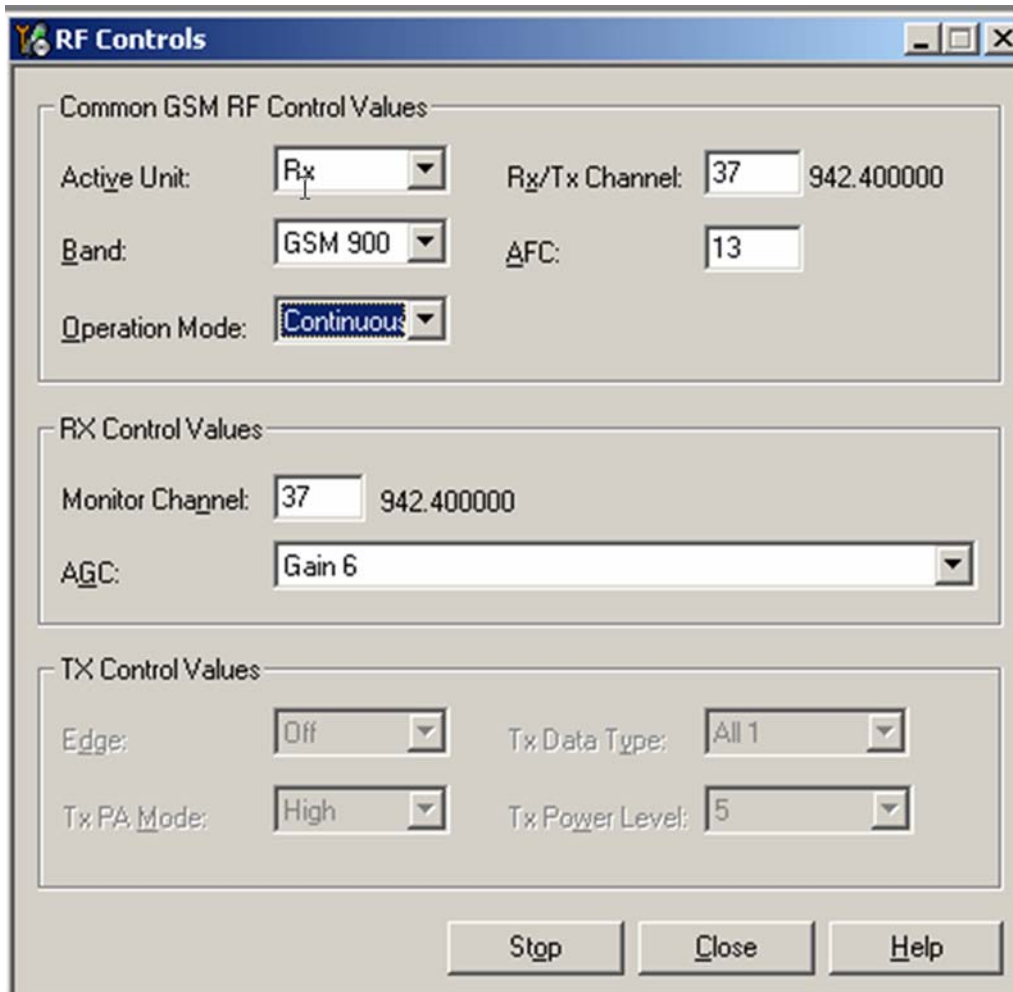 RF Controls
Common GSM RF Control Values
Active Unit: Rx Rx/Tx Channel: 37 942.400000
Band: GSM 900 AFC: 13
Operation Mode: Continuous
RX Control Values
Monitor Channel: 37 942.400000
AGC: Gain 6
TX Control Values
Edge: Off Tx Data Type: All 1
Tx PA Mode: High Tx Power Level: 5
Stop Close Help